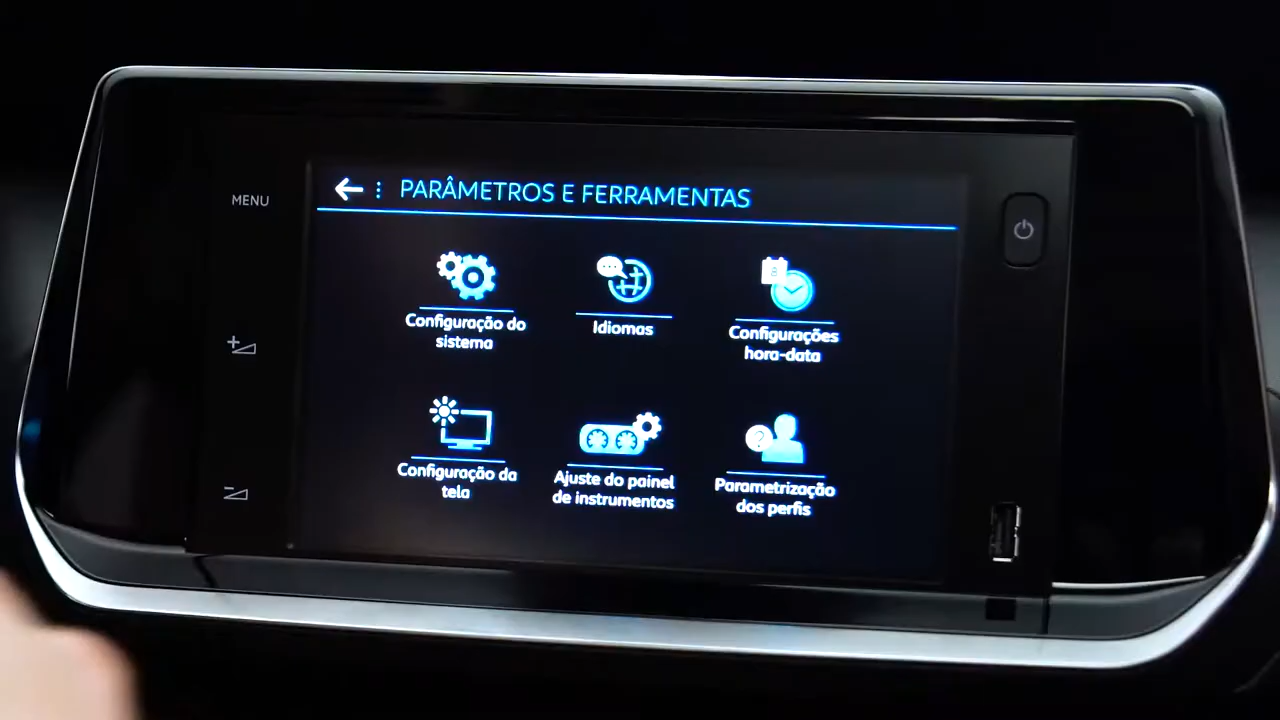 PARÂMETROS E FERRAMENTAS
MENU
Configuração do
sistema
Idiomas
Configurações
hora-data
Configuração da
tela
Ajuste do painel
de instrumentos
Parametrização
dos perfis